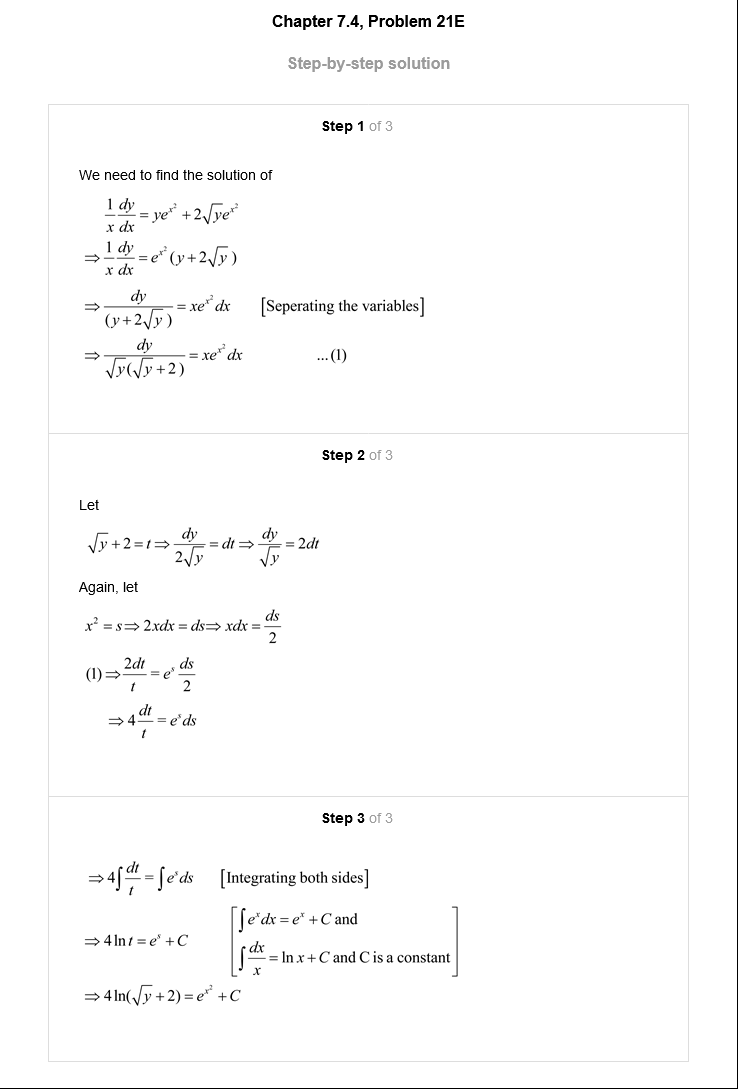 Chapter 7.4, Problem 21E
Step-by-step solution
Step 1 of 3
We need to find the solution of
$\frac{1}{x}\frac{dy}{dx} = ye^{x^2} + 2\sqrt{y}e^{x^2}$
$\Rightarrow \frac{1}{x}\frac{dy}{dx} = e^{x^2}(y + 2\sqrt{y})$
$\Rightarrow \frac{dy}{(y + 2\sqrt{y})} = xe^{x^2}dx$ [Seperating the variables]
$\Rightarrow \frac{dy}{\sqrt{y}(\sqrt{y} + 2)} = xe^{x^2}dx$ ...(1)
Step 2 of 3
Let
$\sqrt{y} + 2 = t \Rightarrow \frac{dy}{2\sqrt{y}} = dt \Rightarrow \frac{dy}{\sqrt{y}} = 2dt$
Again, let
$x^2 = s \Rightarrow 2xdx = ds \Rightarrow xdx = \frac{ds}{2}$
$(1) \Rightarrow \frac{2dt}{t} = e^s\frac{ds}{2}$
$\Rightarrow 4\frac{dt}{t} = e^s ds$
Step 3 of 3
$\Rightarrow 4\int\frac{dt}{t} = \int e^s ds$ [Integrating both sides]
$\Rightarrow 4\ln t = e^s + C$ [$\int e^x dx = e^x + C$ and
$\int\frac{dx}{x} = \ln x + C$ and C is a constant]
$\Rightarrow 4\ln(\sqrt{y} + 2) = e^{x^2} + C$